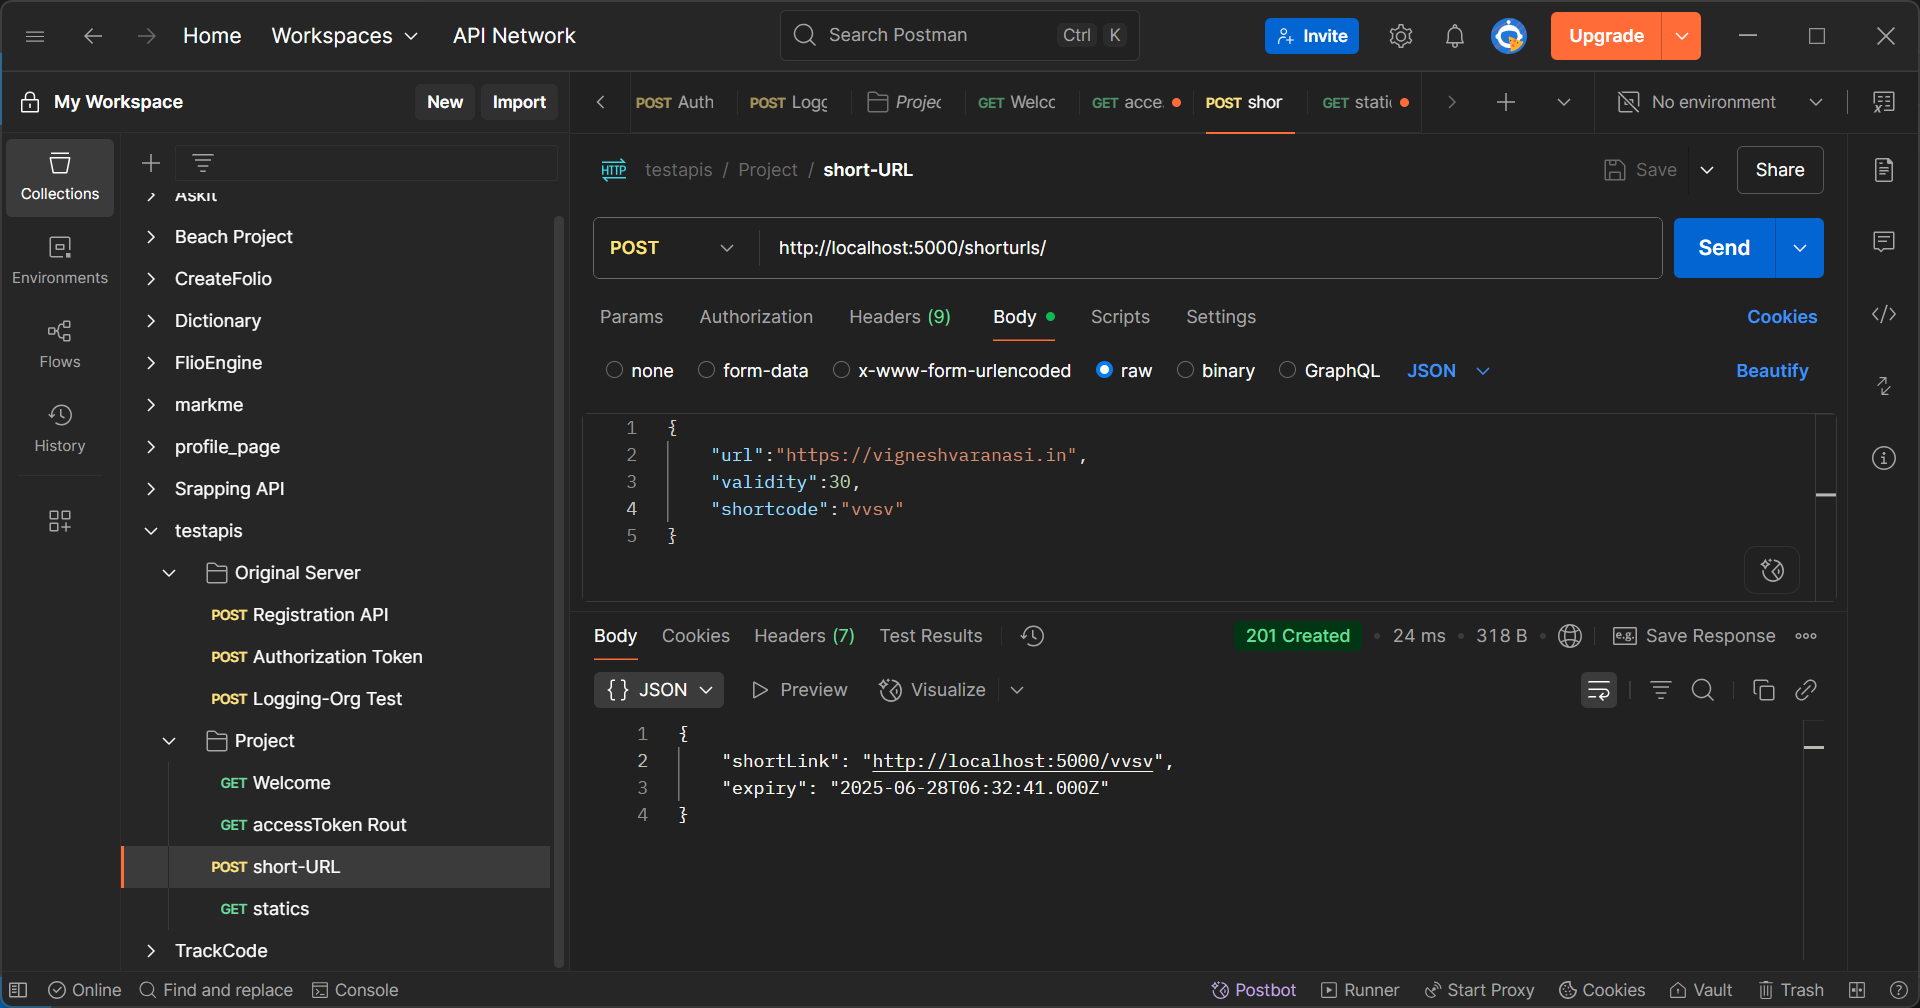 Home Workspaces API Network Search Postman Ctrl K Invite Upgrade
My Workspace New Import
POST Auth POST Logg Projec GET Welcc GET acce POST shor GET stati No environment
Collections
Environments
Flows
History
Askit
Beach Project
CreateFolio
Dictionary
FlioEngine
markme
profile_page
Srapping API
testapis
Original Server
POST Registration API
POST Authorization Token
POST Logging-Org Test
Project
GET Welcome
GET accessToken Rout
POST short-URL
GET statics
TrackCode
HTTP testapis / Project / short-URL Save Share
POST http://localhost:5000/shorturls/ Send
Params Authorization Headers (9) Body Scripts Settings Cookies
none form-data x-www-form-urlencoded raw binary GraphQL JSON Beautify
1 {
2 "url":"https://vigneshvaranasi.in",
3 "validity":30,
4 "shortcode":"vvsv"
5 }
Body Cookies Headers (7) Test Results 201 Created • 24 ms • 318 B • e.g. Save Response
{} JSON Preview Visualize
1 {
2 "shortLink": "http://localhost:5000/vvsv",
3 "expiry": "2025-06-28T06:32:41.000Z"
4 }
Online Find and replace Console Postbot Runner Start Proxy Cookies Vault Trash